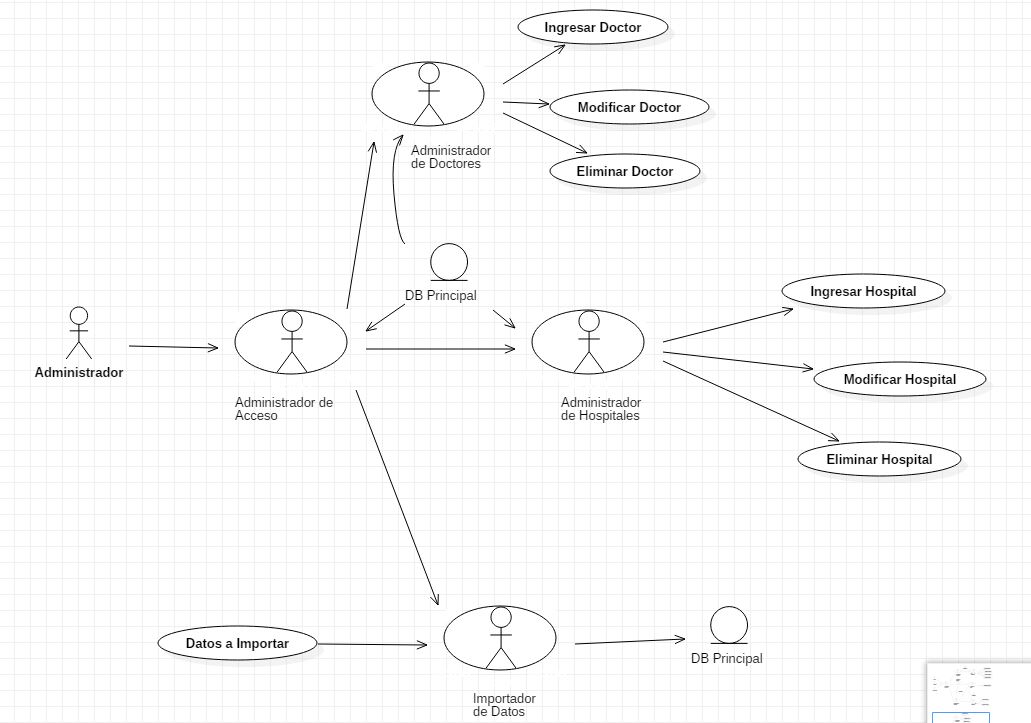 Ingresar Doctor
Modificar Doctor
Administrador
de Doctores
Eliminar Doctor
DB Principal
Ingresar Hospital
Administrador
Modificar Hospital
Administrador de
Acceso
Administrador
de Hospitales
Eliminar Hospital
Datos a Importar
DB Principal
Importador
de Datos